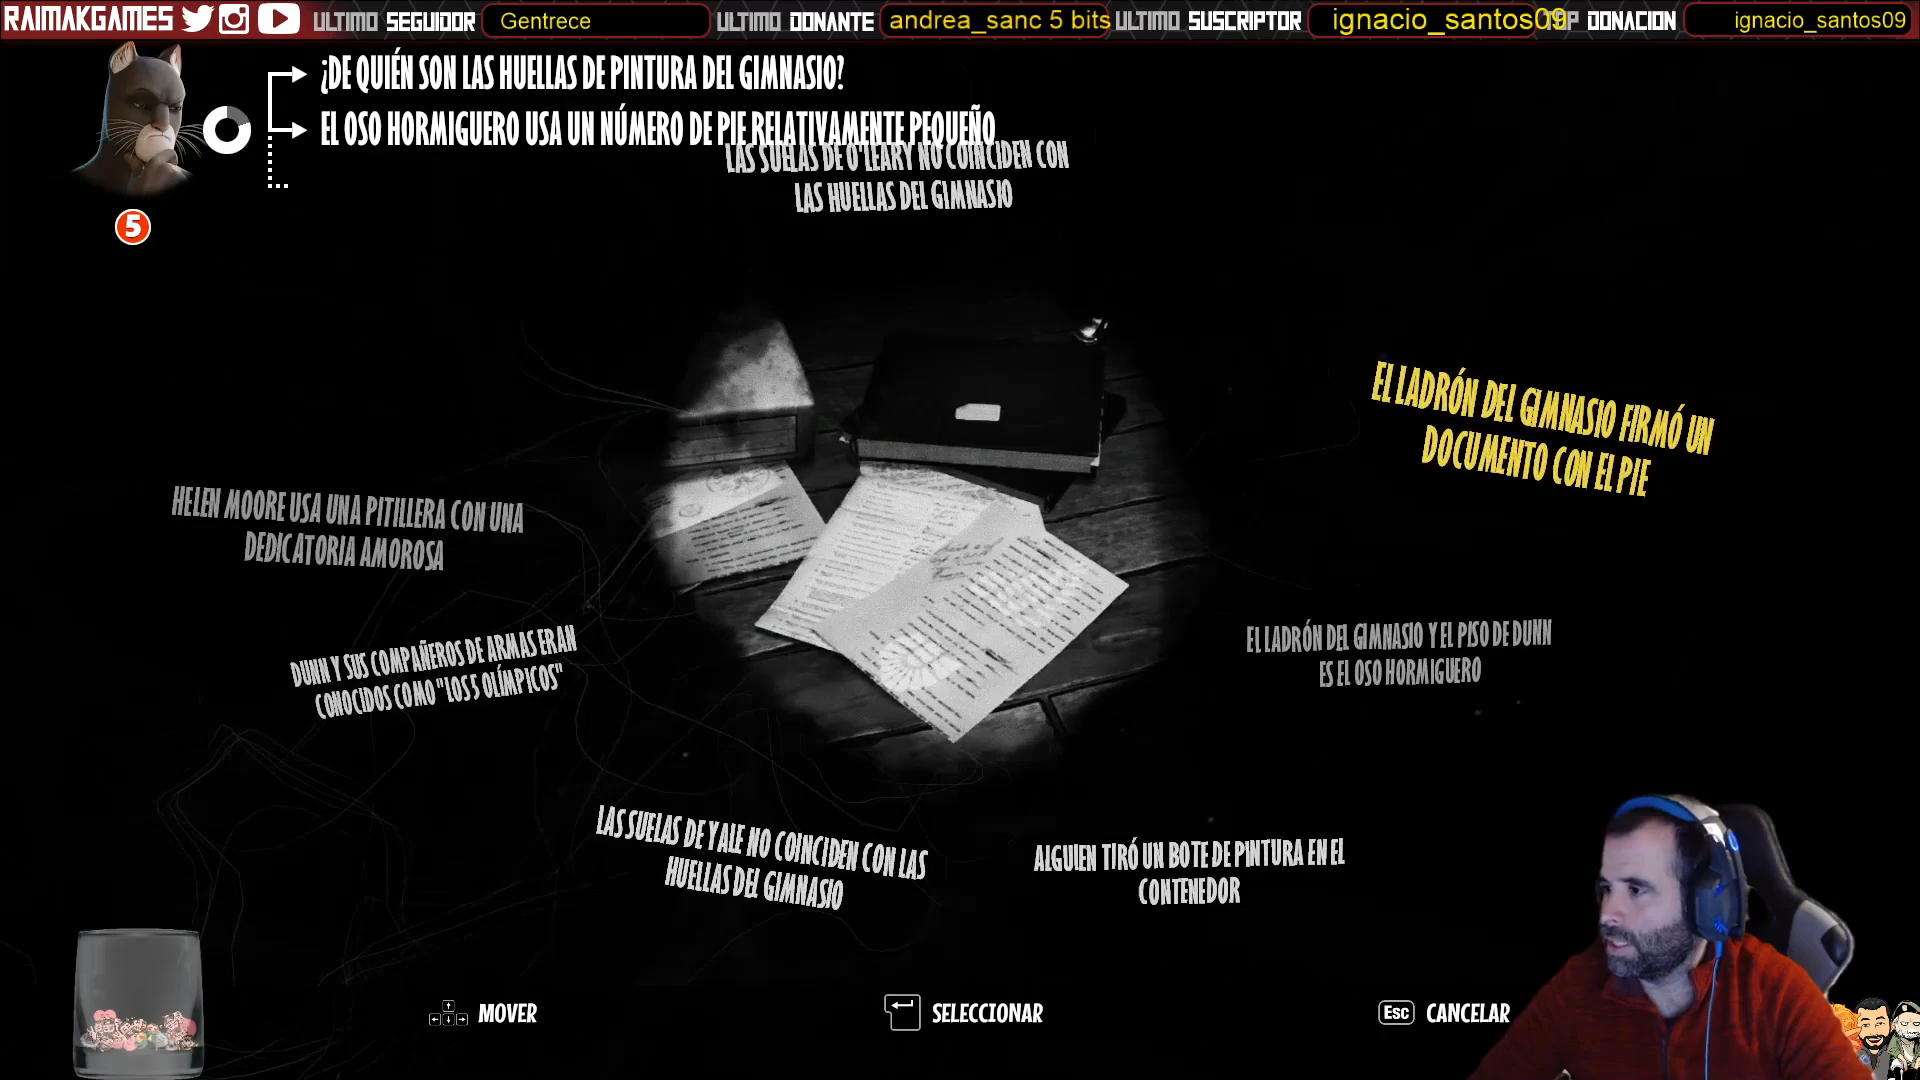 RAIMAKGAMES
ULTIMO SEGUIDOR
Gentrece
ULTIMO DONANTE
andrea_sanc 5 bits
ULTIMO SUSCRIPTOR
ignacio_santos09
TOP DONACION
ignacio_santos09
¿DE QUIÉN SON LAS HUELLAS DE PINTURA DEL GIMNASIO?
EL OSO HORMIGUERO USA UN NÚMERO DE PIE RELATIVAMENTE PEQUEÑO
5
LAS SUELAS DE O'LEARY NO COINCIDEN CON
LAS HUELLAS DEL GIMNASIO
EL LADRÓN DEL GIMNASIO FIRMÓ UN
DOCUMENTO CON EL PIE
HELEN MOORE USA UNA PITILLERA CON UNA
DEDICATORIA AMOROSA
EL LADRÓN DEL GIMNASIO Y EL PISO DE DUNN
ES EL OSO HORMIGUERO
DUNN Y SUS COMPAÑEROS DE ARMAS ERAN
CONOCIDOS COMO "LOS 5 OLÍMPICOS"
LAS SUELAS DE YALE NO COINCIDEN CON LAS
HUELLAS DEL GIMNASIO
ALGUIEN TIRÓ UN BOTE DE PINTURA EN EL
CONTENEDOR
MOVER
SELECCIONAR
Esc CANCELAR